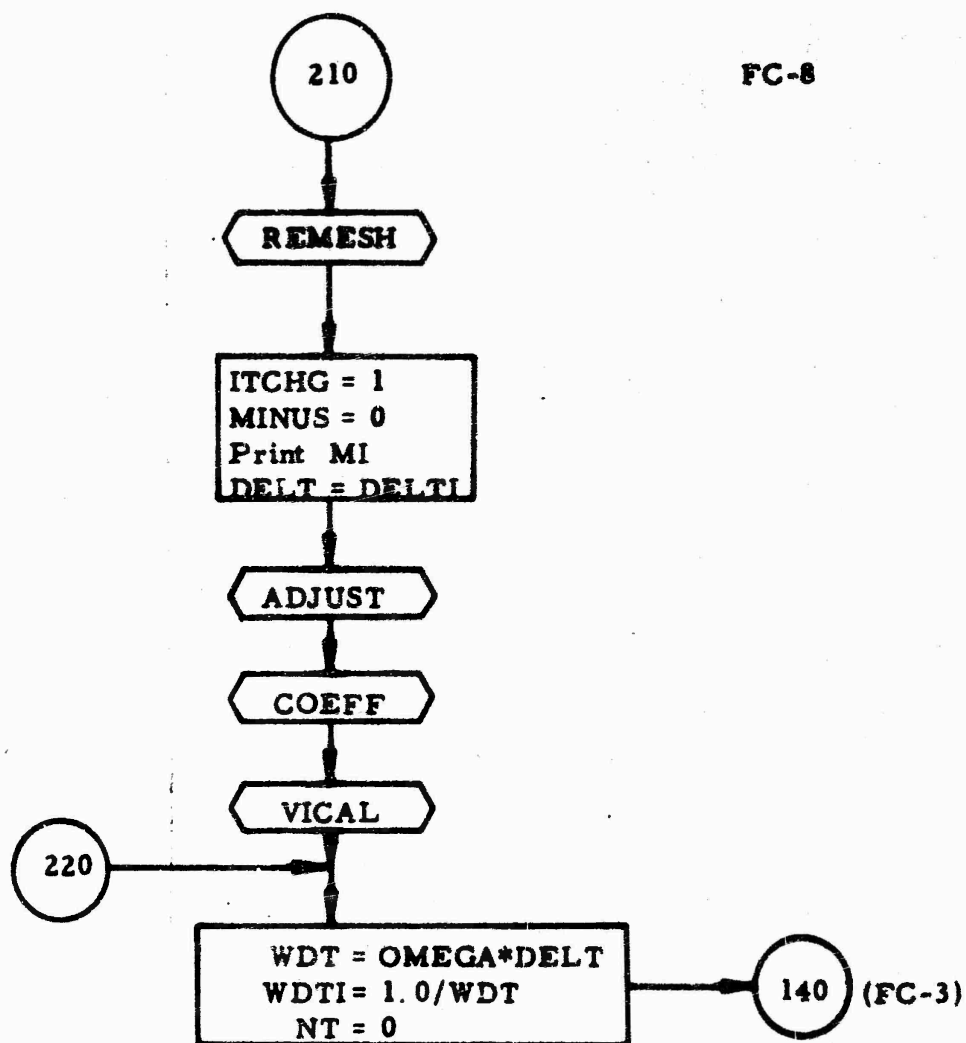 210
FC-8
REMESH
ITCHG = 1
MINUS = 0
Print MI
DELT = DELTI
ADJUST
COEFF
VICAL
220
WDT = OMEGA*DELT
WDTI= 1.0/WDT
NT = 0
140 (FC-3)